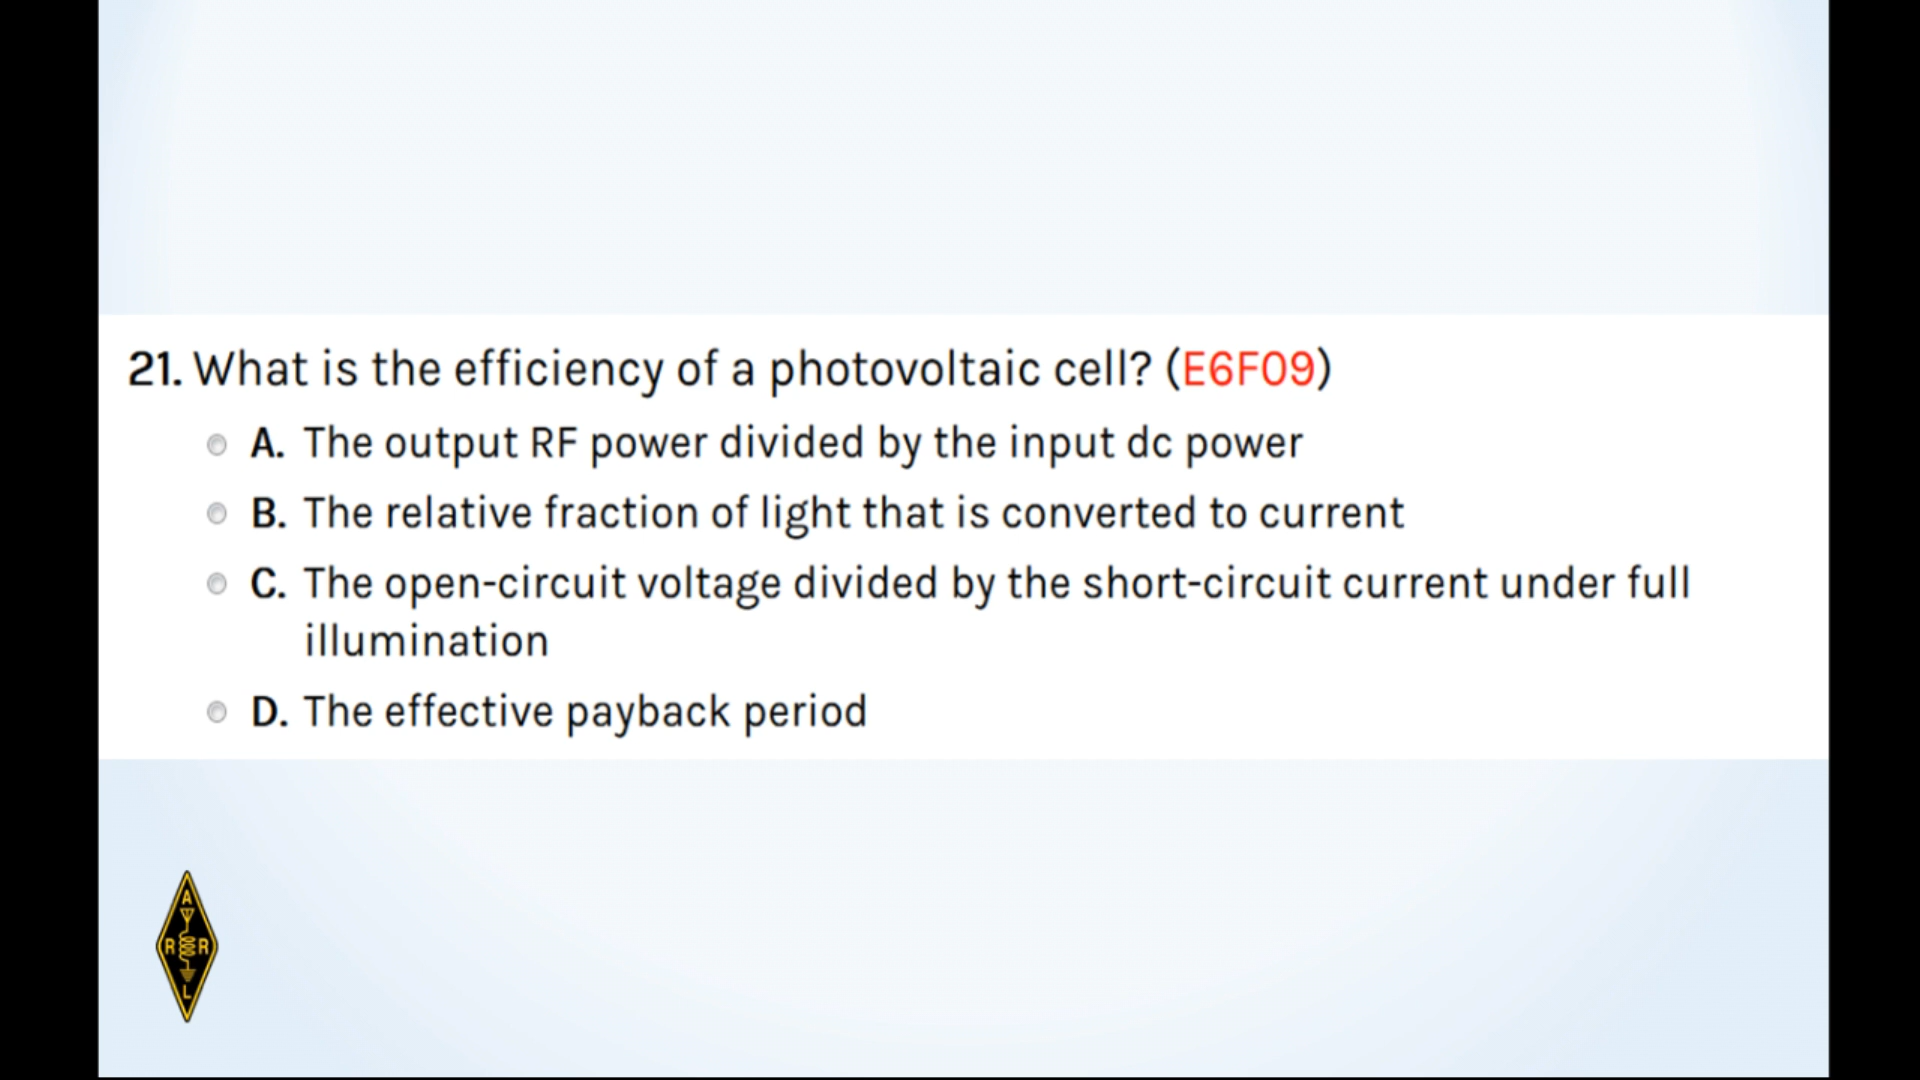 21. What is the efficiency of a photovoltaic cell? (E6F09)
A. The output RF power divided by the input dc power
B. The relative fraction of light that is converted to current
C. The open-circuit voltage divided by the short-circuit current under full
illumination
D. The effective payback period
A
R R
L